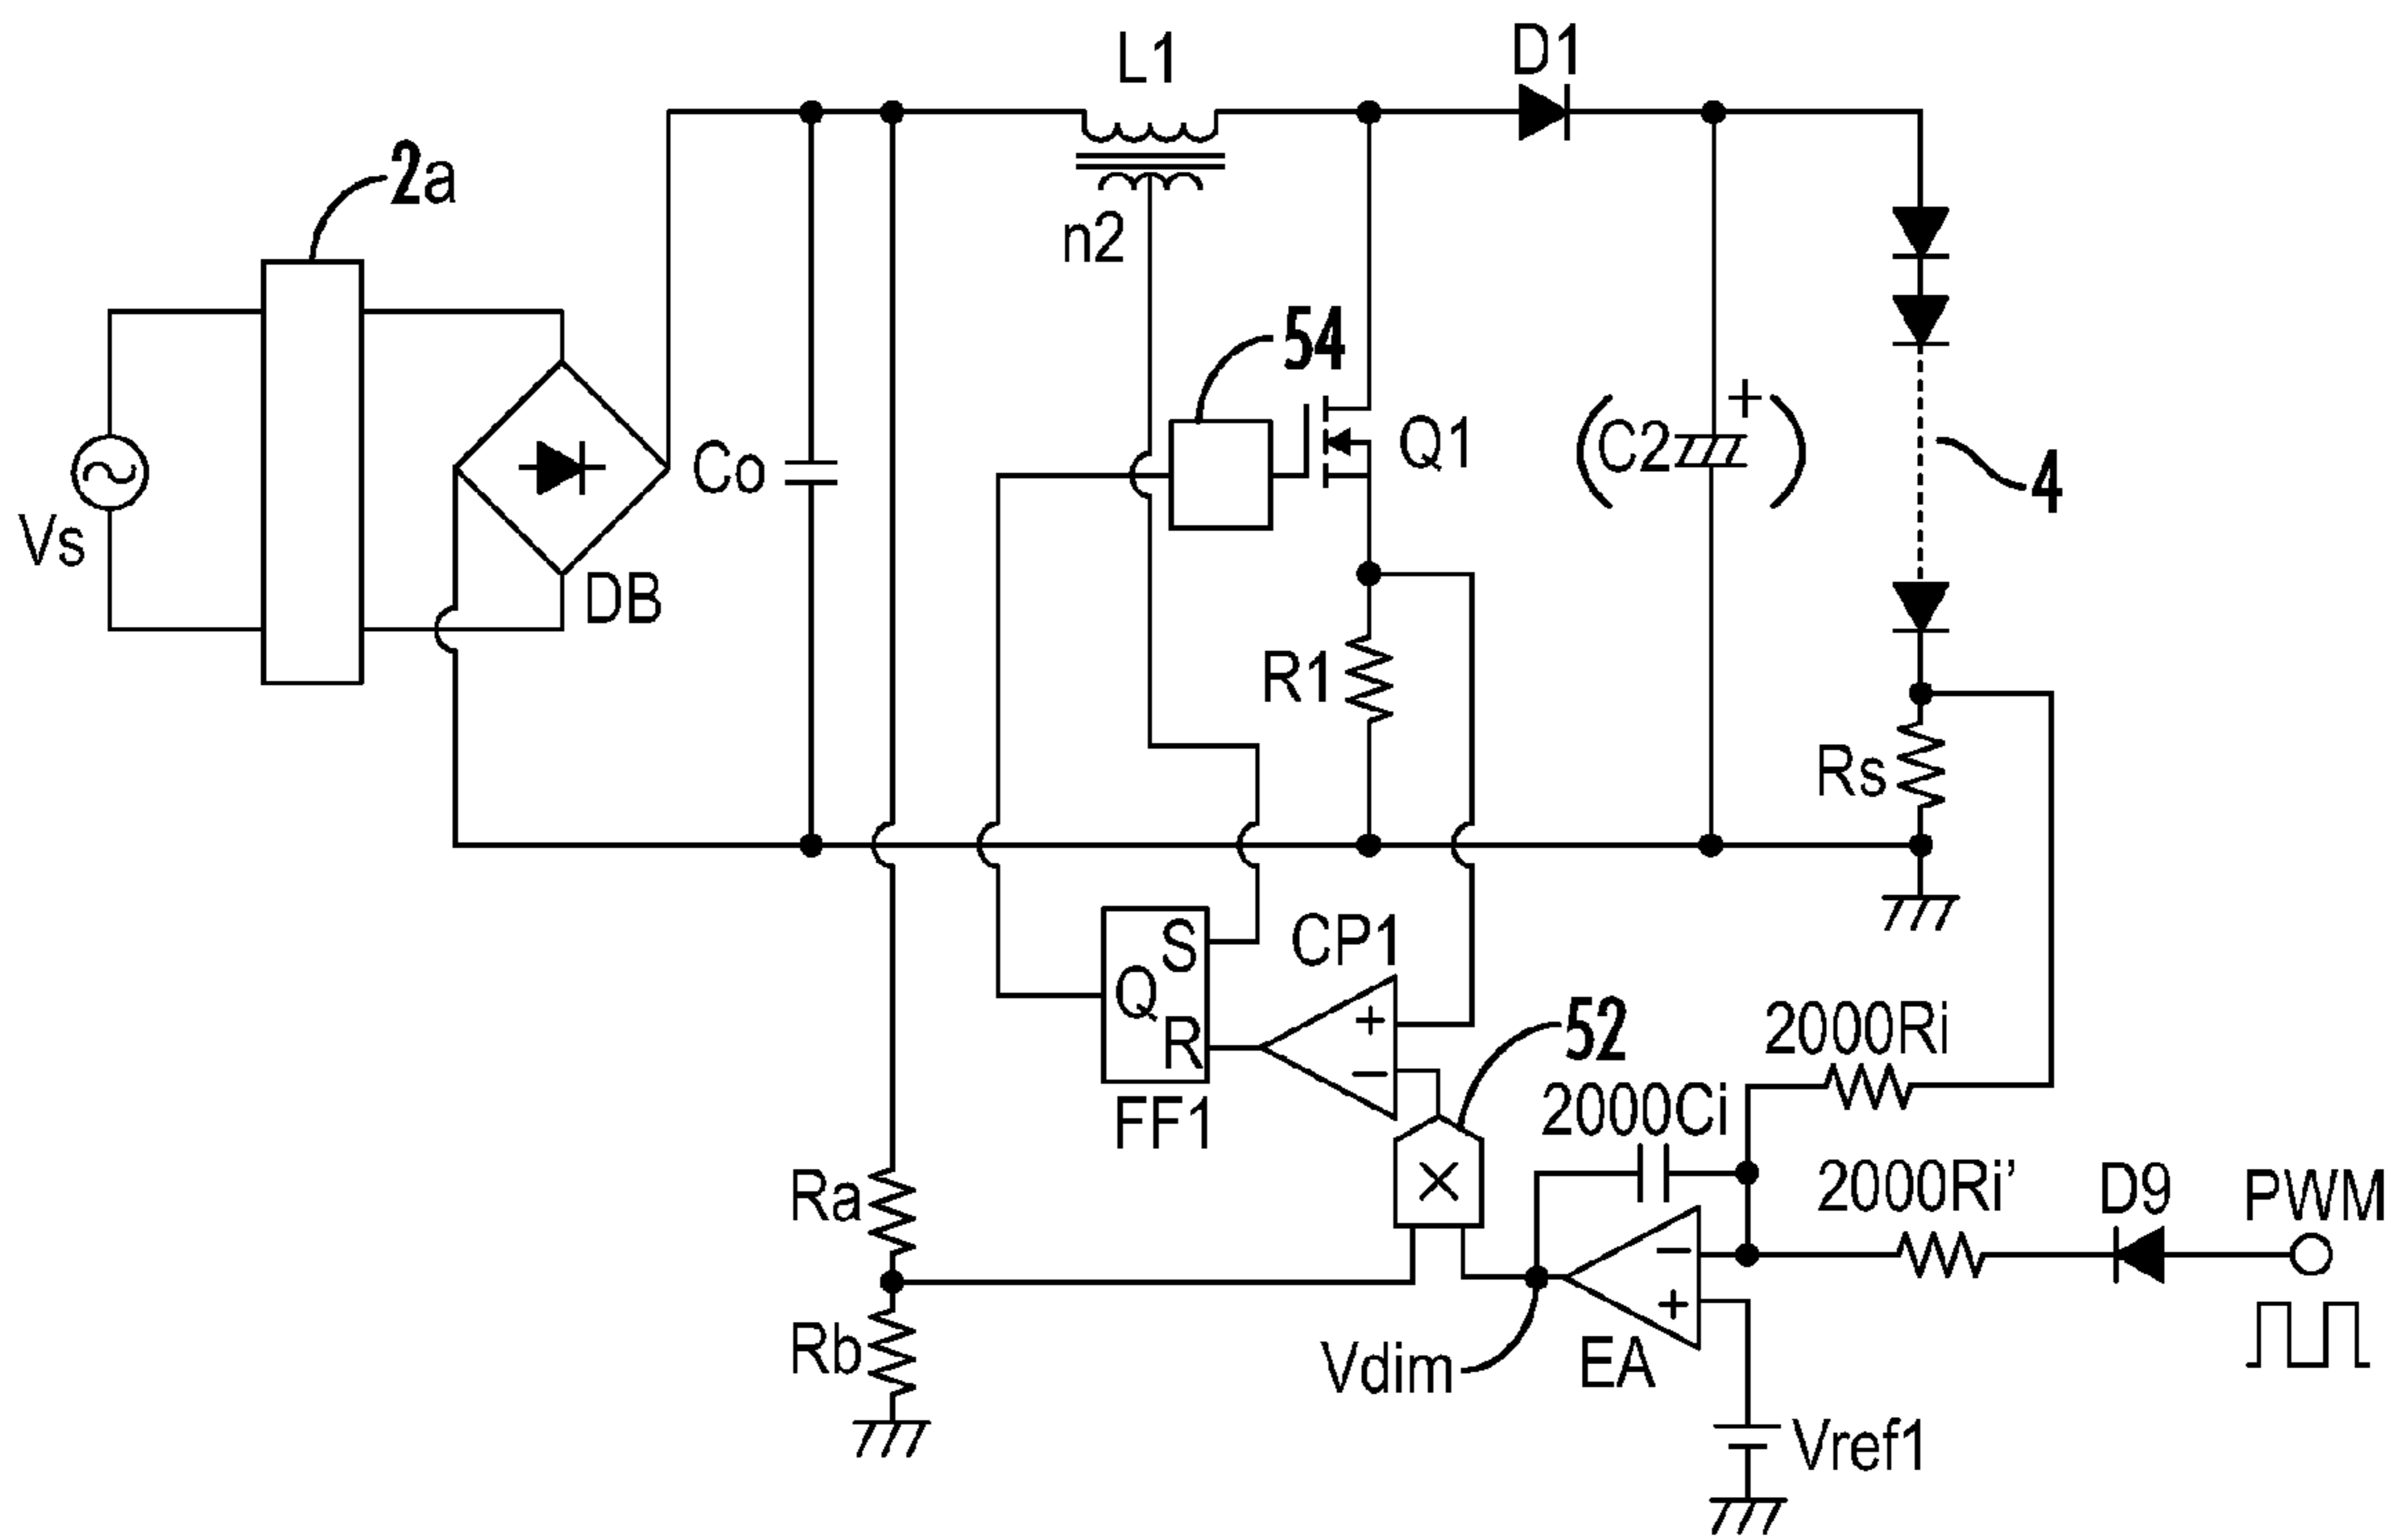 L1
D1
2a
n2
54
Q1
+
(C2)
Co
4
Vs
DB
R1
Rs
S
Q
R
FF1
CP1
+
−
52
2000Ri
2000Ci
×
Ra
2000Ri'
D9
PWM
−
+
Rb
Vdim
EA
Vref1